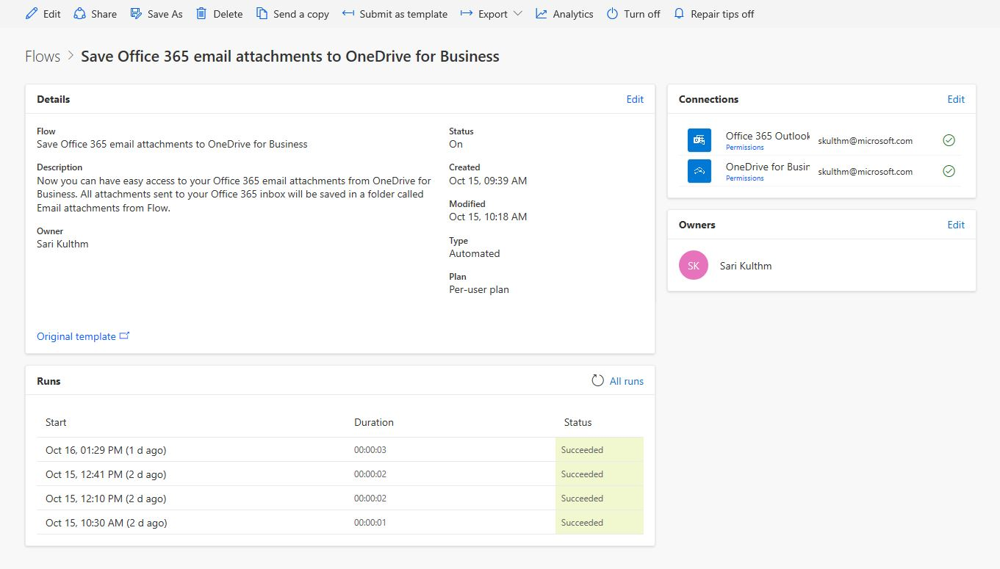 Edit Share Save As Delete Send a copy Submit as template Export Analytics Turn off Repair tips off
Flows > Save Office 365 email attachments to OneDrive for Business
Details Edit
Flow
Save Office 365 email attachments to OneDrive for Business
Description
Now you can have easy access to your Office 365 email attachments from OneDrive for
Business. All attachments sent to your Office 365 inbox will be saved in a folder called
Email attachments from Flow.
Owner
Sari Kulthm
Status
On
Created
Oct 15, 09:39 AM
Modified
Oct 15, 10:18 AM
Type
Automated
Plan
Per-user plan
Original template
Connections Edit
Office 365 Outlook skulthm@microsoft.com
Permissions
OneDrive for Busin skulthm@microsoft.com
Permissions
Owners Edit
SK Sari Kulthm
Runs All runs
Start Duration Status
Oct 16, 01:29 PM (1 d ago) 00:00:03 Succeeded
Oct 15, 12:41 PM (2 d ago) 00:00:02 Succeeded
Oct 15, 12:10 PM (2 d ago) 00:00:02 Succeeded
Oct 15, 10:30 AM (2 d ago) 00:00:01 Succeeded